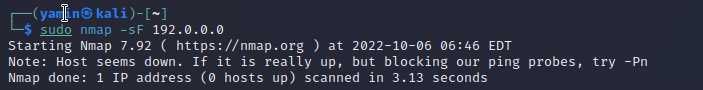 ┌──(yamin㉿kali)-[~]
└─$ sudo nmap -sF 192.0.0.0
Starting Nmap 7.92 ( https://nmap.org ) at 2022-10-06 06:46 EDT
Note: Host seems down. If it is really up, but blocking our ping probes, try -Pn
Nmap done: 1 IP address (0 hosts up) scanned in 3.13 seconds